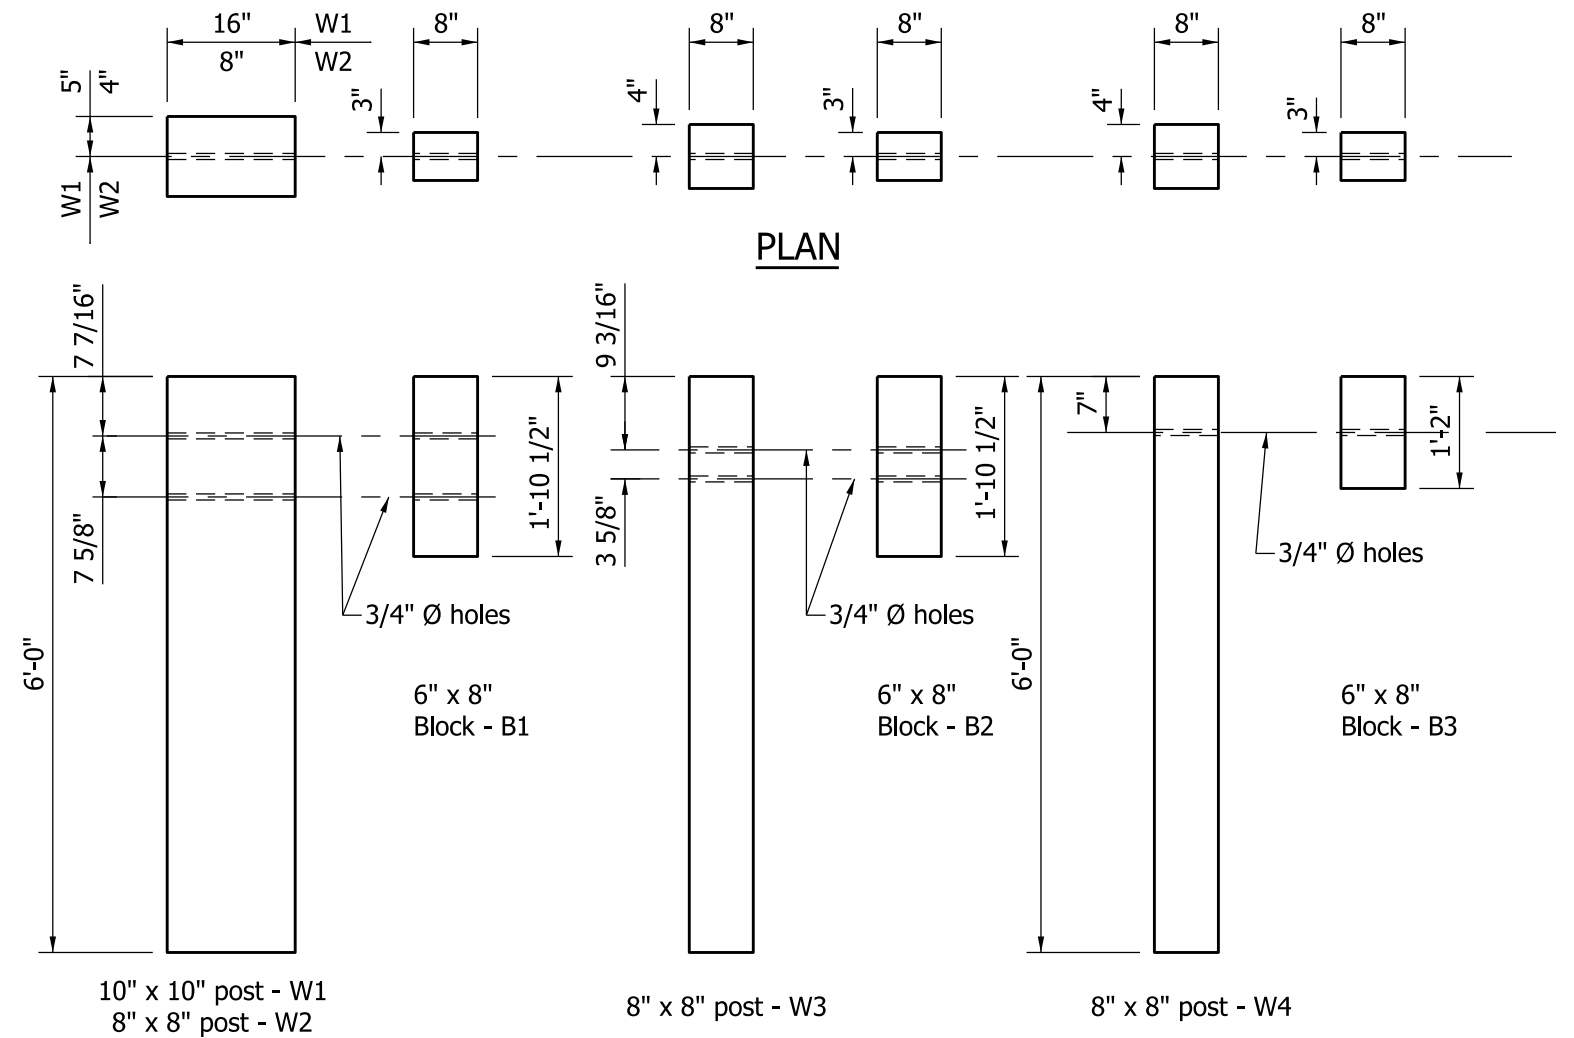 16" W1
8" W2
8"
8"
8"
8"
8"
5" 4"
W1 W2
3"
4"
3"
4"
3"
PLAN
7 7/16"
7 5/8"
6'-0"
1'-10 1/2"
3/4" Ø holes
6" x 8"
Block - B1
10" x 10" post - W1
8" x 8" post - W2
9 3/16"
3 5/8"
1'-10 1/2"
3/4" Ø holes
6" x 8"
Block - B2
8" x 8" post - W3
6'-0"
7"
1'-2"
3/4" Ø holes
6" x 8"
Block - B3
8" x 8" post - W4